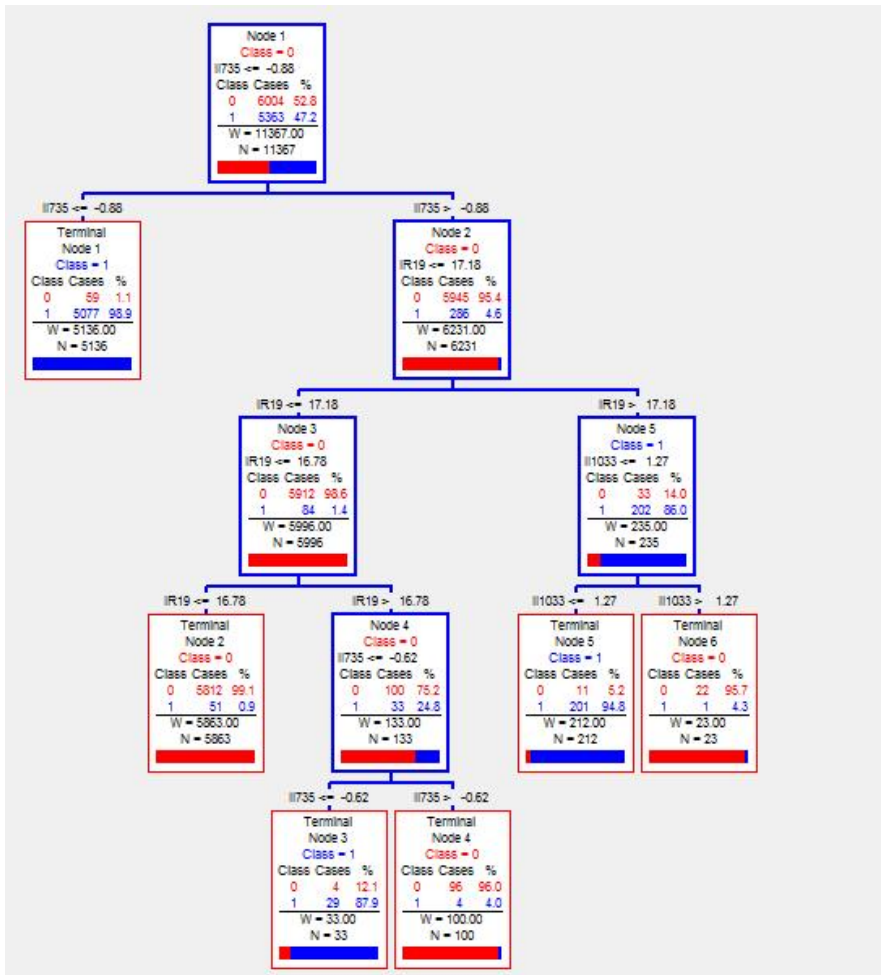 Node 1
Class = 0
II735 <= -0.88
Class Cases %
0 6004 52.8
1 5363 47.2
W = 11367.00
N = 11367
II735 <= -0.88
II735 > -0.88
Terminal
Node 1
Class = 1
Class Cases %
0 59 1.1
1 5077 98.9
W = 5136.00
N = 5136
Node 2
Class = 0
IR19 <= 17.18
Class Cases %
0 5945 95.4
1 286 4.6
W = 6231.00
N = 6231
IR19 <= 17.18
IR19 > 17.18
Node 3
Class = 0
IR19 <= 16.78
Class Cases %
0 5912 98.6
1 84 1.4
W = 5996.00
N = 5996
Node 5
Class = 1
II1033 <= 1.27
Class Cases %
0 33 14.0
1 202 86.0
W = 235.00
N = 235
IR19 <= 16.78
IR19 > 16.78
II1033 <= 1.27
II1033 > 1.27
Terminal
Node 2
Class = 0
Class Cases %
0 5812 99.1
1 51 0.9
W = 5863.00
N = 5863
Node 4
Class = 0
II735 <= -0.62
Class Cases %
0 100 75.2
1 33 24.8
W = 133.00
N = 133
Terminal
Node 5
Class = 1
Class Cases %
0 11 5.2
1 201 94.8
W = 212.00
N = 212
Terminal
Node 6
Class = 0
Class Cases %
0 22 95.7
1 1 4.3
W = 23.00
N = 23
II735 <= -0.62
II735 > -0.62
Terminal
Node 3
Class = 1
Class Cases %
0 4 12.1
1 29 87.9
W = 33.00
N = 33
Terminal
Node 4
Class = 0
Class Cases %
0 96 96.0
1 4 4.0
W = 100.00
N = 100